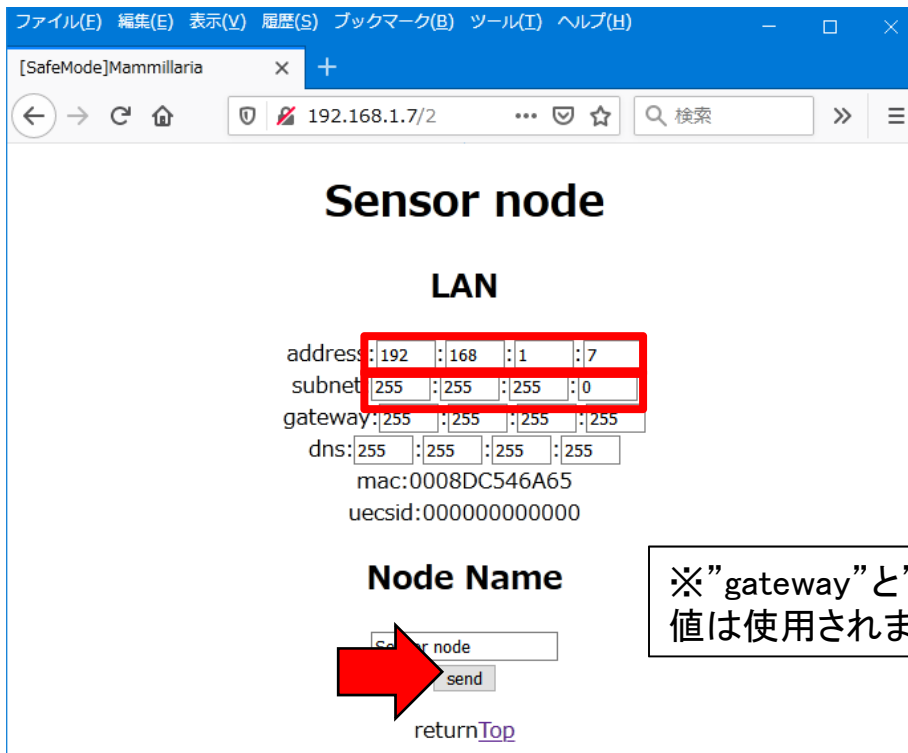 ファイル(F) 編集(E) 表示(V) 履歴(S) ブックマーク(B) ツール(T) ヘルプ(H)
[SafeMode]Mammillaria
192.168.1.7/2
検索
Sensor node
LAN
address:192:168:1:7
subnet 255:255:255:0
gateway:255:255:255:255
dns:255:255:255:255
mac:0008DC546A65
uecsid:000000000000
Node Name
※”gateway”と”
値は使用されま
node
send
returnTop